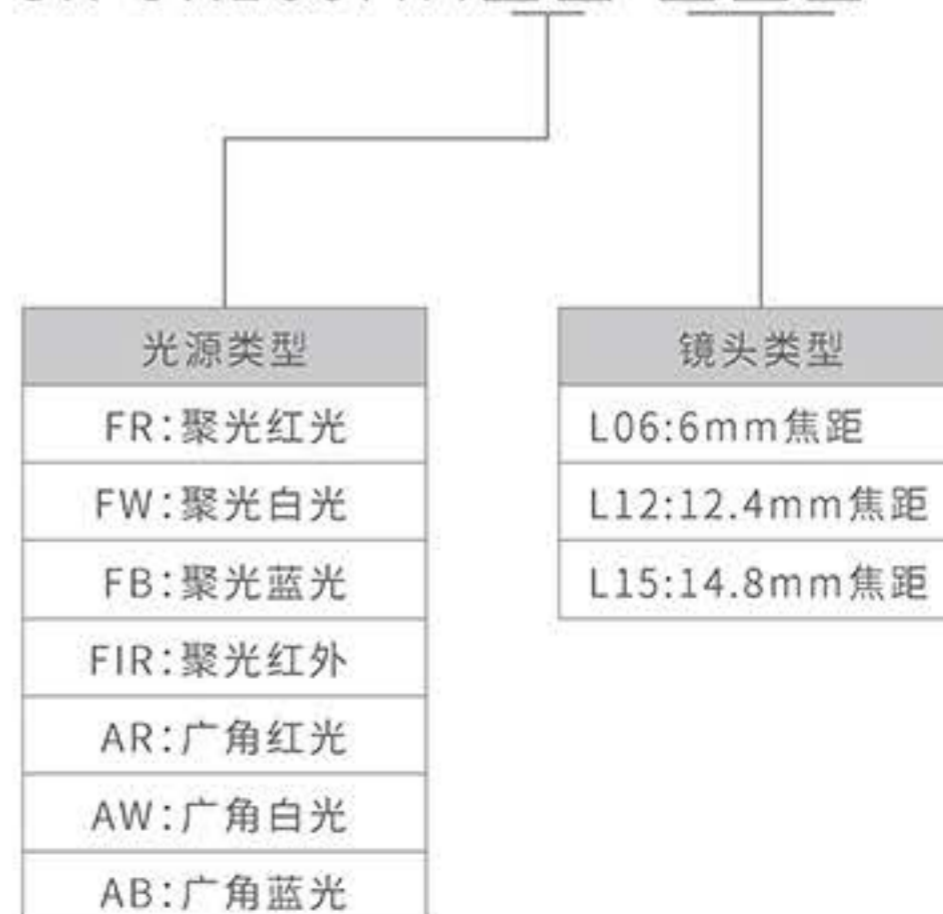 光源类型
FR:聚光红光
FW:聚光白光
FB:聚光蓝光
FIR:聚光红外
AR:广角红光
AW:广角白光
AB:广角蓝光
镜头类型
L06:6mm焦距
L12:12.4mm焦距
L15:14.8mm焦距